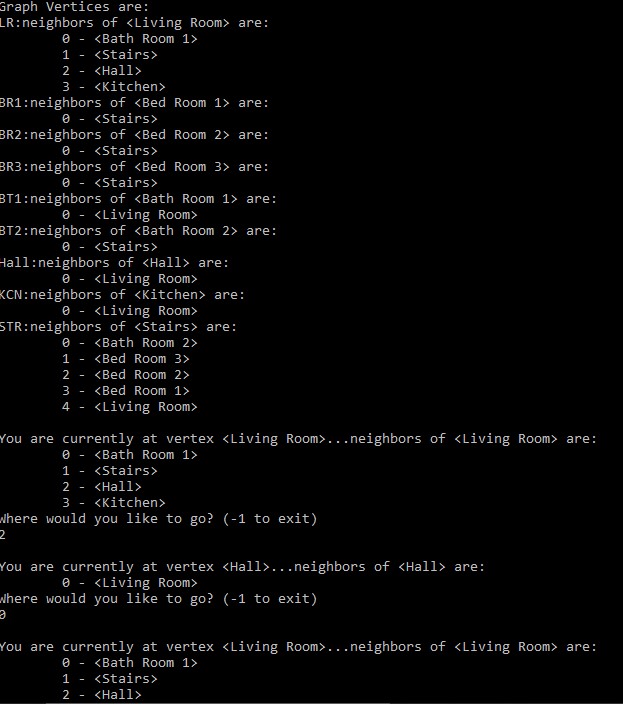 Graph Vertices are:
LR:neighbors of <Living Room> are:
0 - <Bath Room 1>
1 - <Stairs>
2 - <Hall>
3 - <Kitchen>
BR1:neighbors of <Bed Room 1> are:
0 - <Stairs>
BR2:neighbors of <Bed Room 2> are:
0 - <Stairs>
BR3:neighbors of <Bed Room 3> are:
0 - <Stairs>
BT1:neighbors of <Bath Room 1> are:
0 - <Living Room>
BT2:neighbors of <Bath Room 2> are:
0 - <Stairs>
Hall:neighbors of <Hall> are:
0 - <Living Room>
KCN:neighbors of <Kitchen> are:
0 - <Living Room>
STR:neighbors of <Stairs> are:
0 - <Bath Room 2>
1 - <Bed Room 3>
2 - <Bed Room 2>
3 - <Bed Room 1>
4 - <Living Room>
You are currently at vertex <Living Room>...neighbors of <Living Room> are:
0 - <Bath Room 1>
1 - <Stairs>
2 - <Hall>
3 - <Kitchen>
Where would you like to go? (-1 to exit)
2
You are currently at vertex <Hall>...neighbors of <Hall> are:
0 - <Living Room>
Where would you like to go? (-1 to exit)
0
You are currently at vertex <Living Room>...neighbors of <Living Room> are:
0 - <Bath Room 1>
1 - <Stairs>
2 - <Hall>